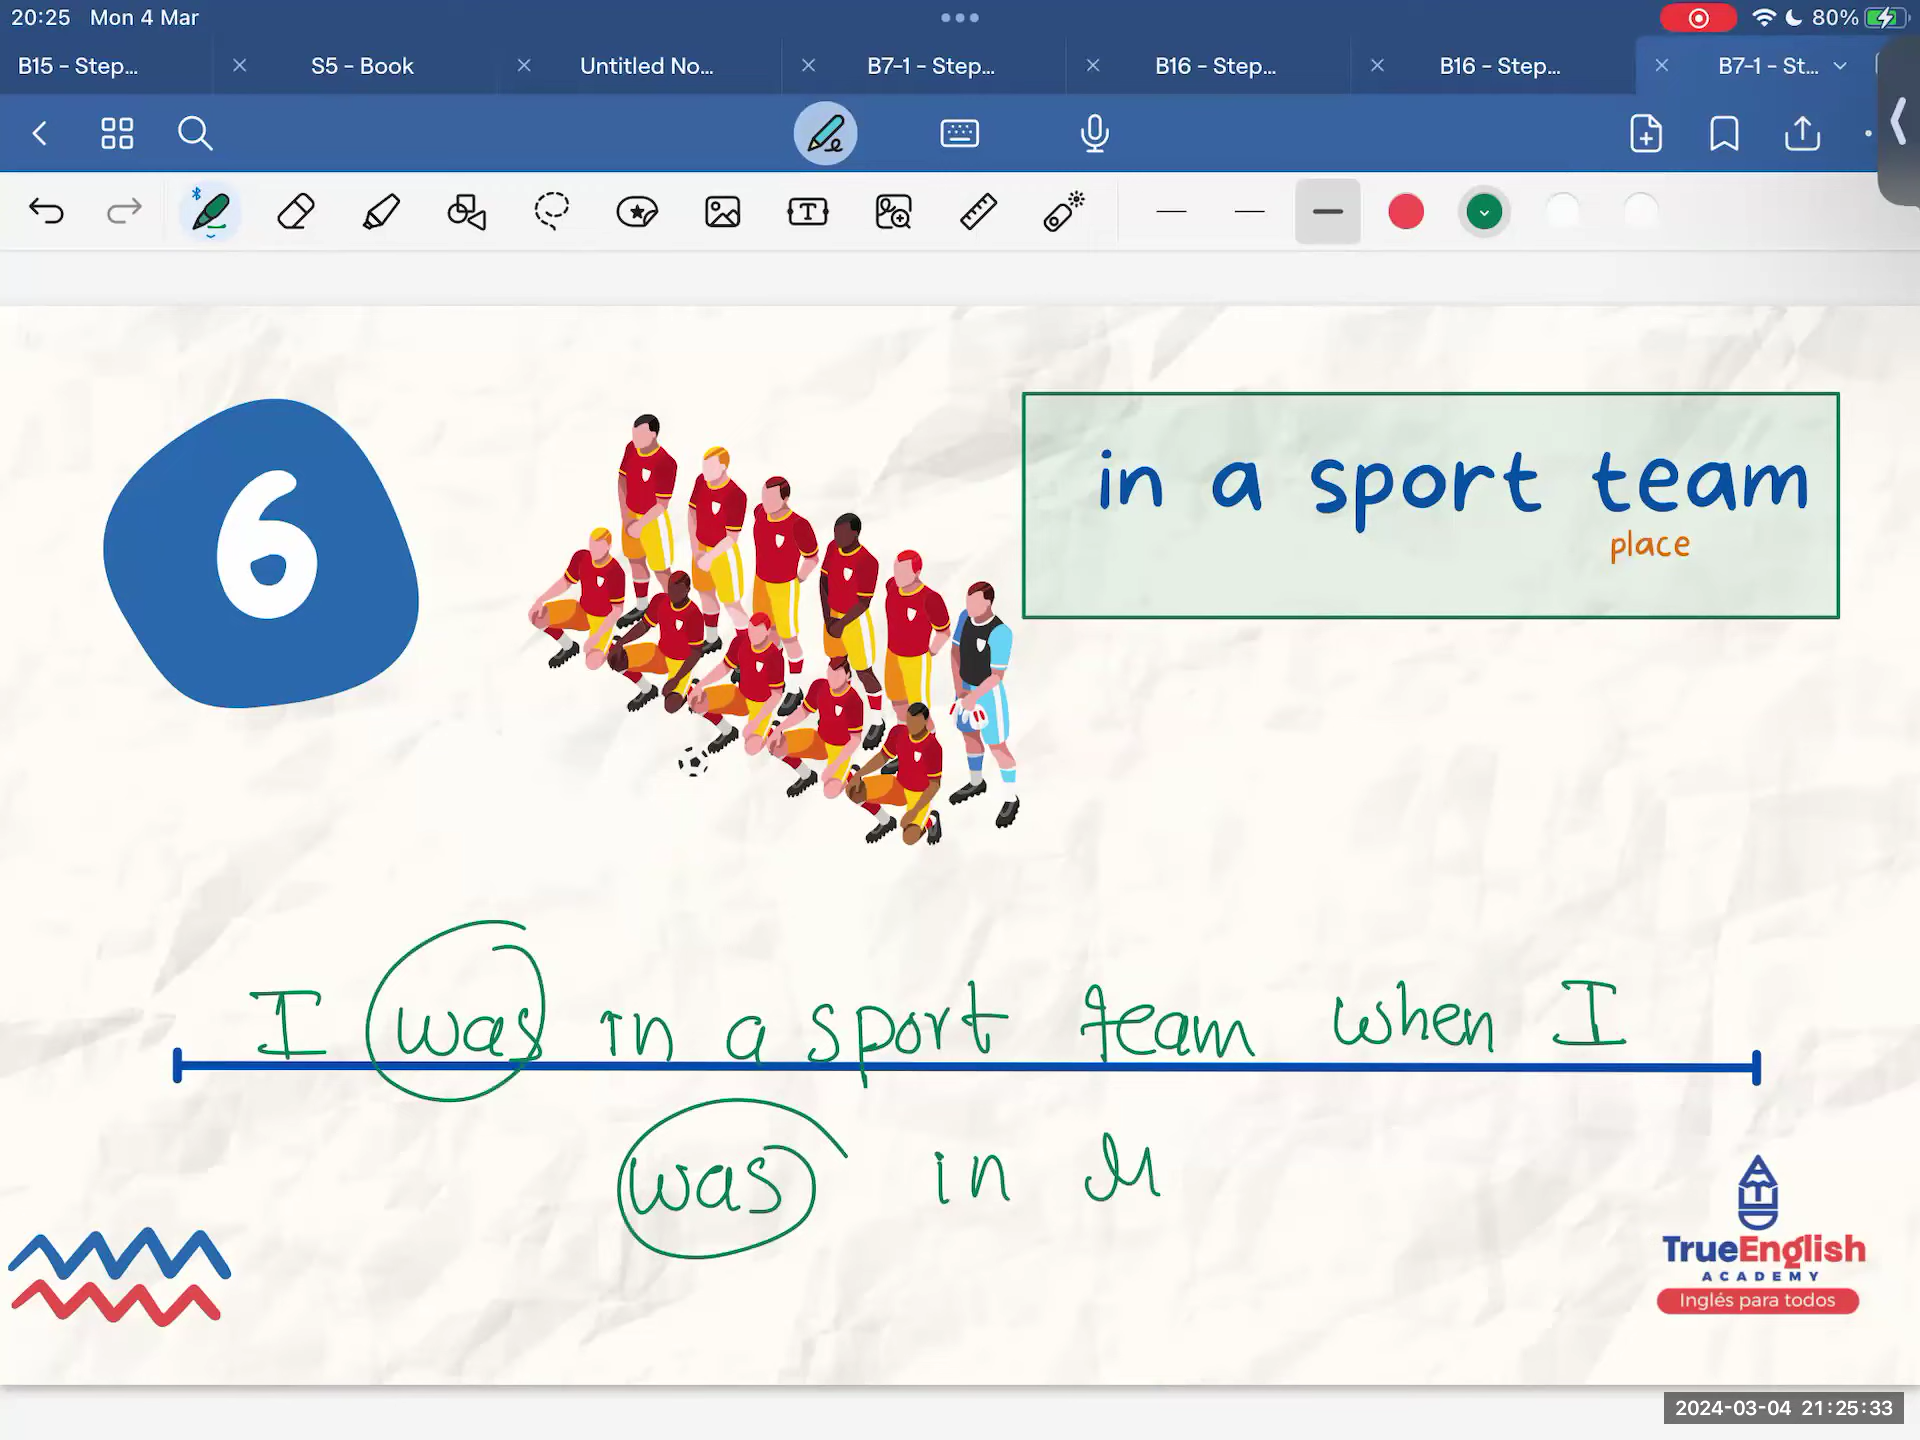 20:25 Mon 4 Mar
80%
B15 - Step...
S5 - Book
Untitled No...
B7-1 - Step...
B16 - Step...
B16 - Step...
B7-1 - St...
6
in a sport team
place
I was in a sport team when I
was in M
TrueEnglish
ACADEMY
Inglés para todos
2024-03-04 21:25:33